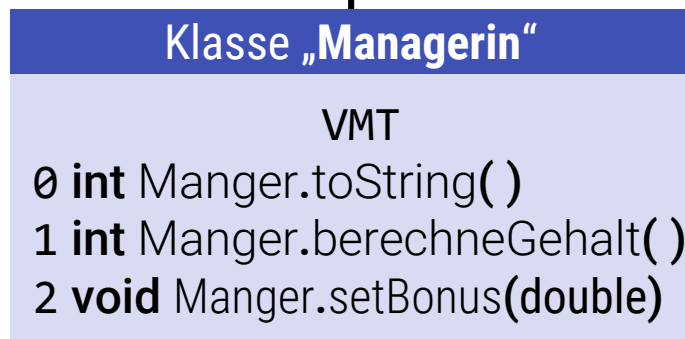 Klasse „Managerin“
VMT
0 int Manger.toString( )
1 int Manger.berechneGehalt( )
2 void Manger.setBonus(double)